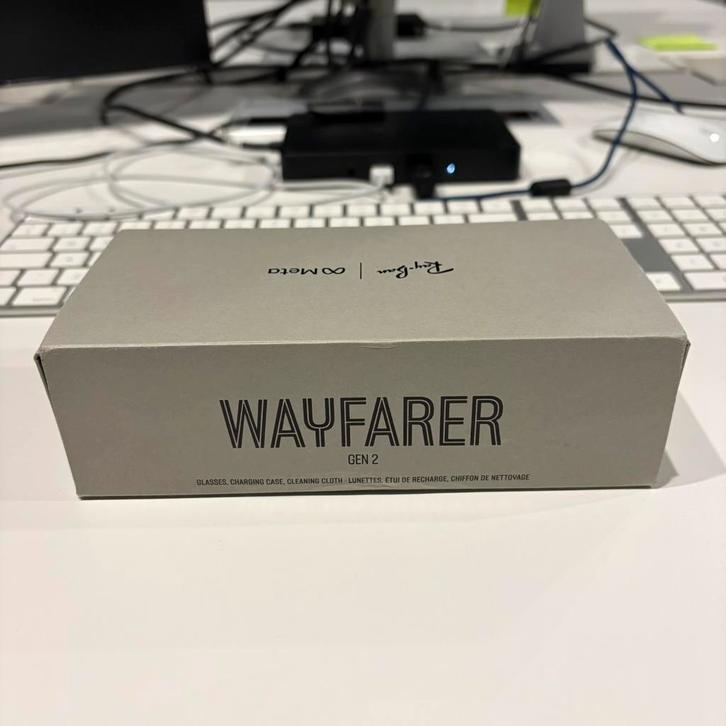 Ray-Ban | Meta
WAYFARER
GEN 2
GLASSES, CHARGING CASE, CLEANING CLOTH · LUNETTES, ÉTUI DE RECHARGE, CHIFFON DE NETTOYAGE